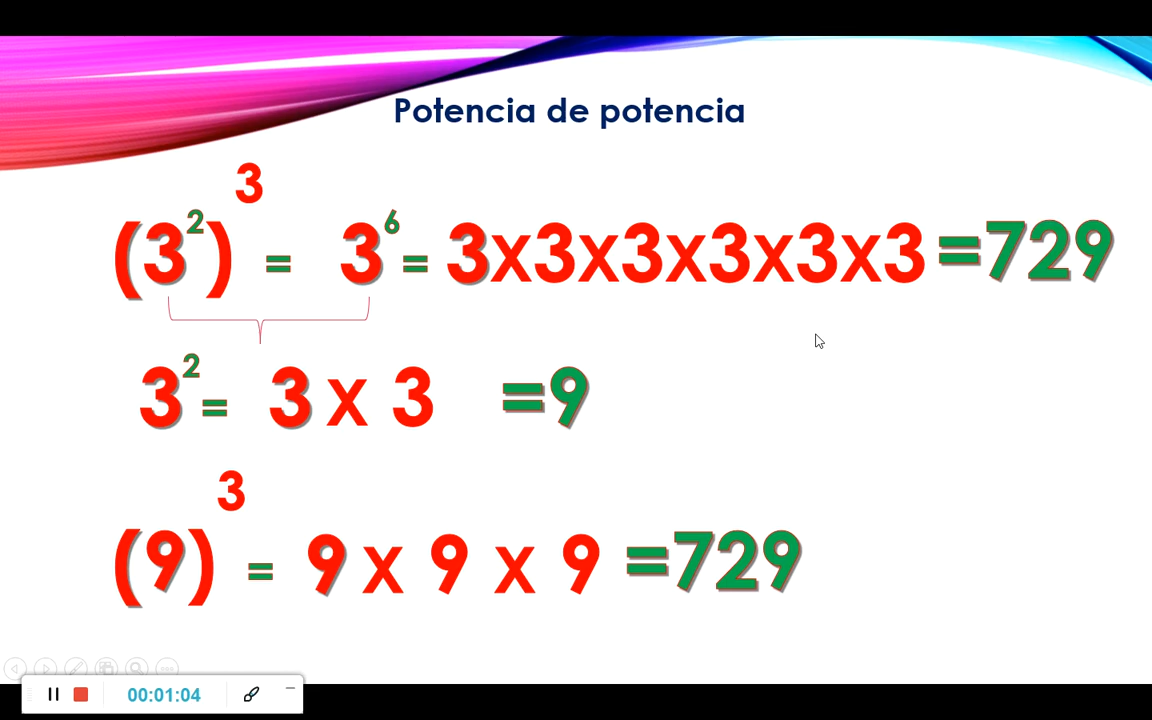 Potencia de potencia
(3²)³ = 3⁶ = 3x3x3x3x3x3 =729
3² = 3 x 3 =9
(9)³ = 9 x 9 x 9 =729
00:01:04